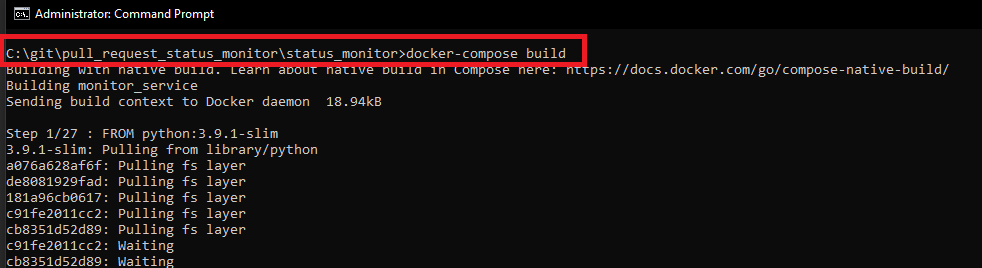 Administrator: Command Prompt
C:\git\pull_request_status_monitor\status_monitor>docker-compose build
Building with native build. Learn about native build in Compose here: https://docs.docker.com/go/compose-native-build/
Building monitor_service
Sending build context to Docker daemon  18.94kB
Step 1/27 : FROM python:3.9.1-slim
3.9.1-slim: Pulling from library/python
a076a628af6f: Pulling fs layer
de8081929fad: Pulling fs layer
181a96cb0617: Pulling fs layer
c91fe2011cc2: Pulling fs layer
cb8351d52d89: Pulling fs layer
c91fe2011cc2: Waiting
cb8351d52d89: Waiting